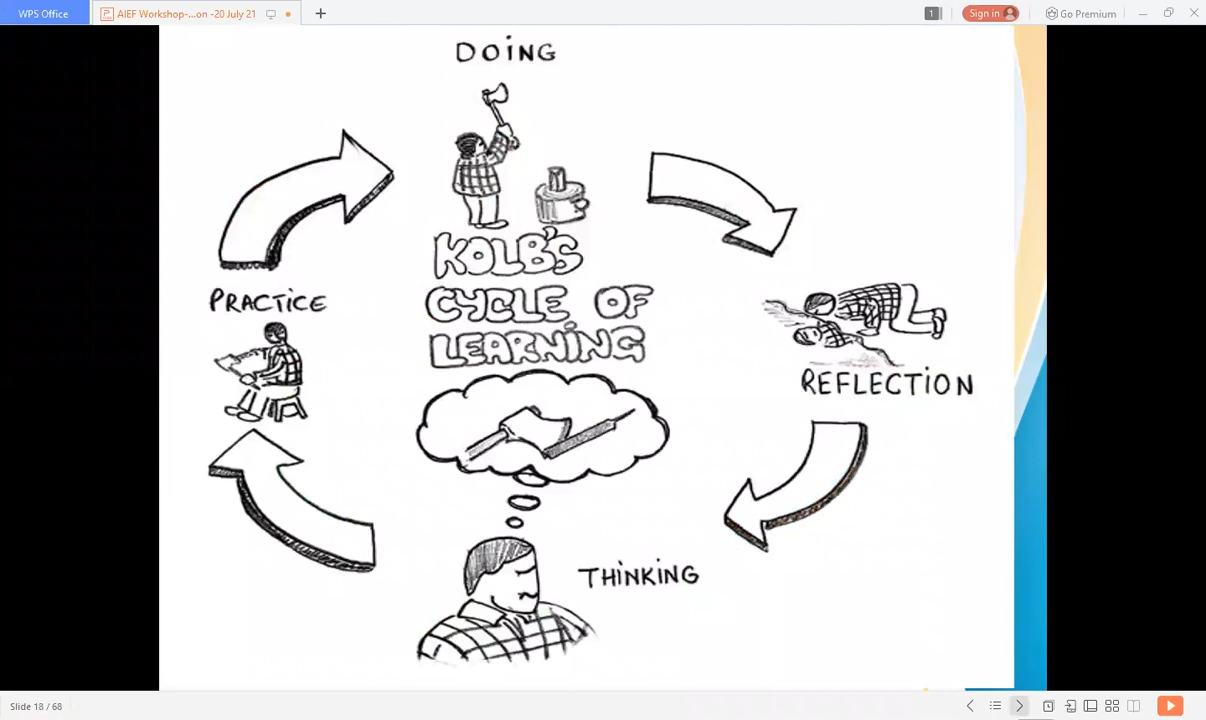 WPS Office
AIEF Workshop-...on -20 July 21
1
Sign in
Go Premium
DOING
KOLB'S
CYCLE OF
LEARNING
PRACTICE
REFLECTION
THINKING
Slide 18 / 68